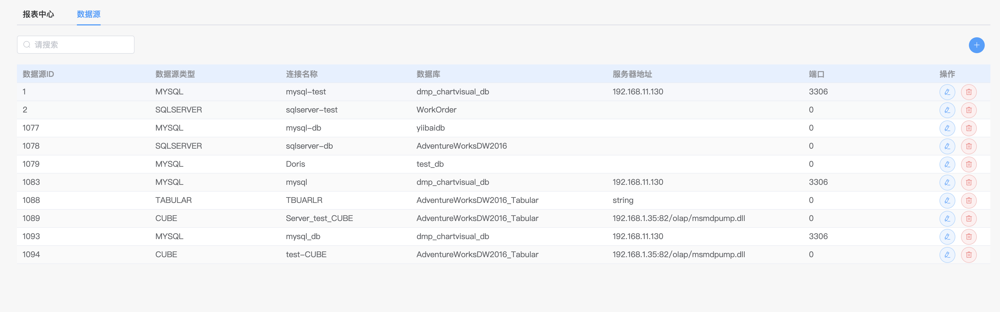 报表中心 数据源
请搜索
数据源ID 数据源类型 连接名称 数据库 服务器地址 端口 操作
1 MYSQL mysql-test dmp_chartvisual_db 192.168.11.130 3306
2 SQLSERVER sqlserver-test WorkOrder 0
1077 MYSQL mysql-db yiibaidb 0
1078 SQLSERVER sqlserver-db AdventureWorksDW2016 0
1079 MYSQL Doris test_db 0
1083 MYSQL mysql dmp_chartvisual_db 192.168.11.130 3306
1088 TABULAR TBUARLR AdventureWorksDW2016_Tabular string 0
1089 CUBE Server_test_CUBE AdventureWorksDW2016_Tabular 192.168.1.35:82/olap/msmdpump.dll 0
1093 MYSQL mysql_db dmp_chartvisual_db 192.168.11.130 3306
1094 CUBE test-CUBE AdventureWorksDW2016_Tabular 192.168.1.35:82/olap/msmdpump.dll 0